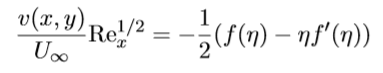 \frac{v(x,y)}{U_\infty} \mathrm{Re}_x^{1/2} = -\frac{1}{2}(f(\eta) - \eta f'(\eta))